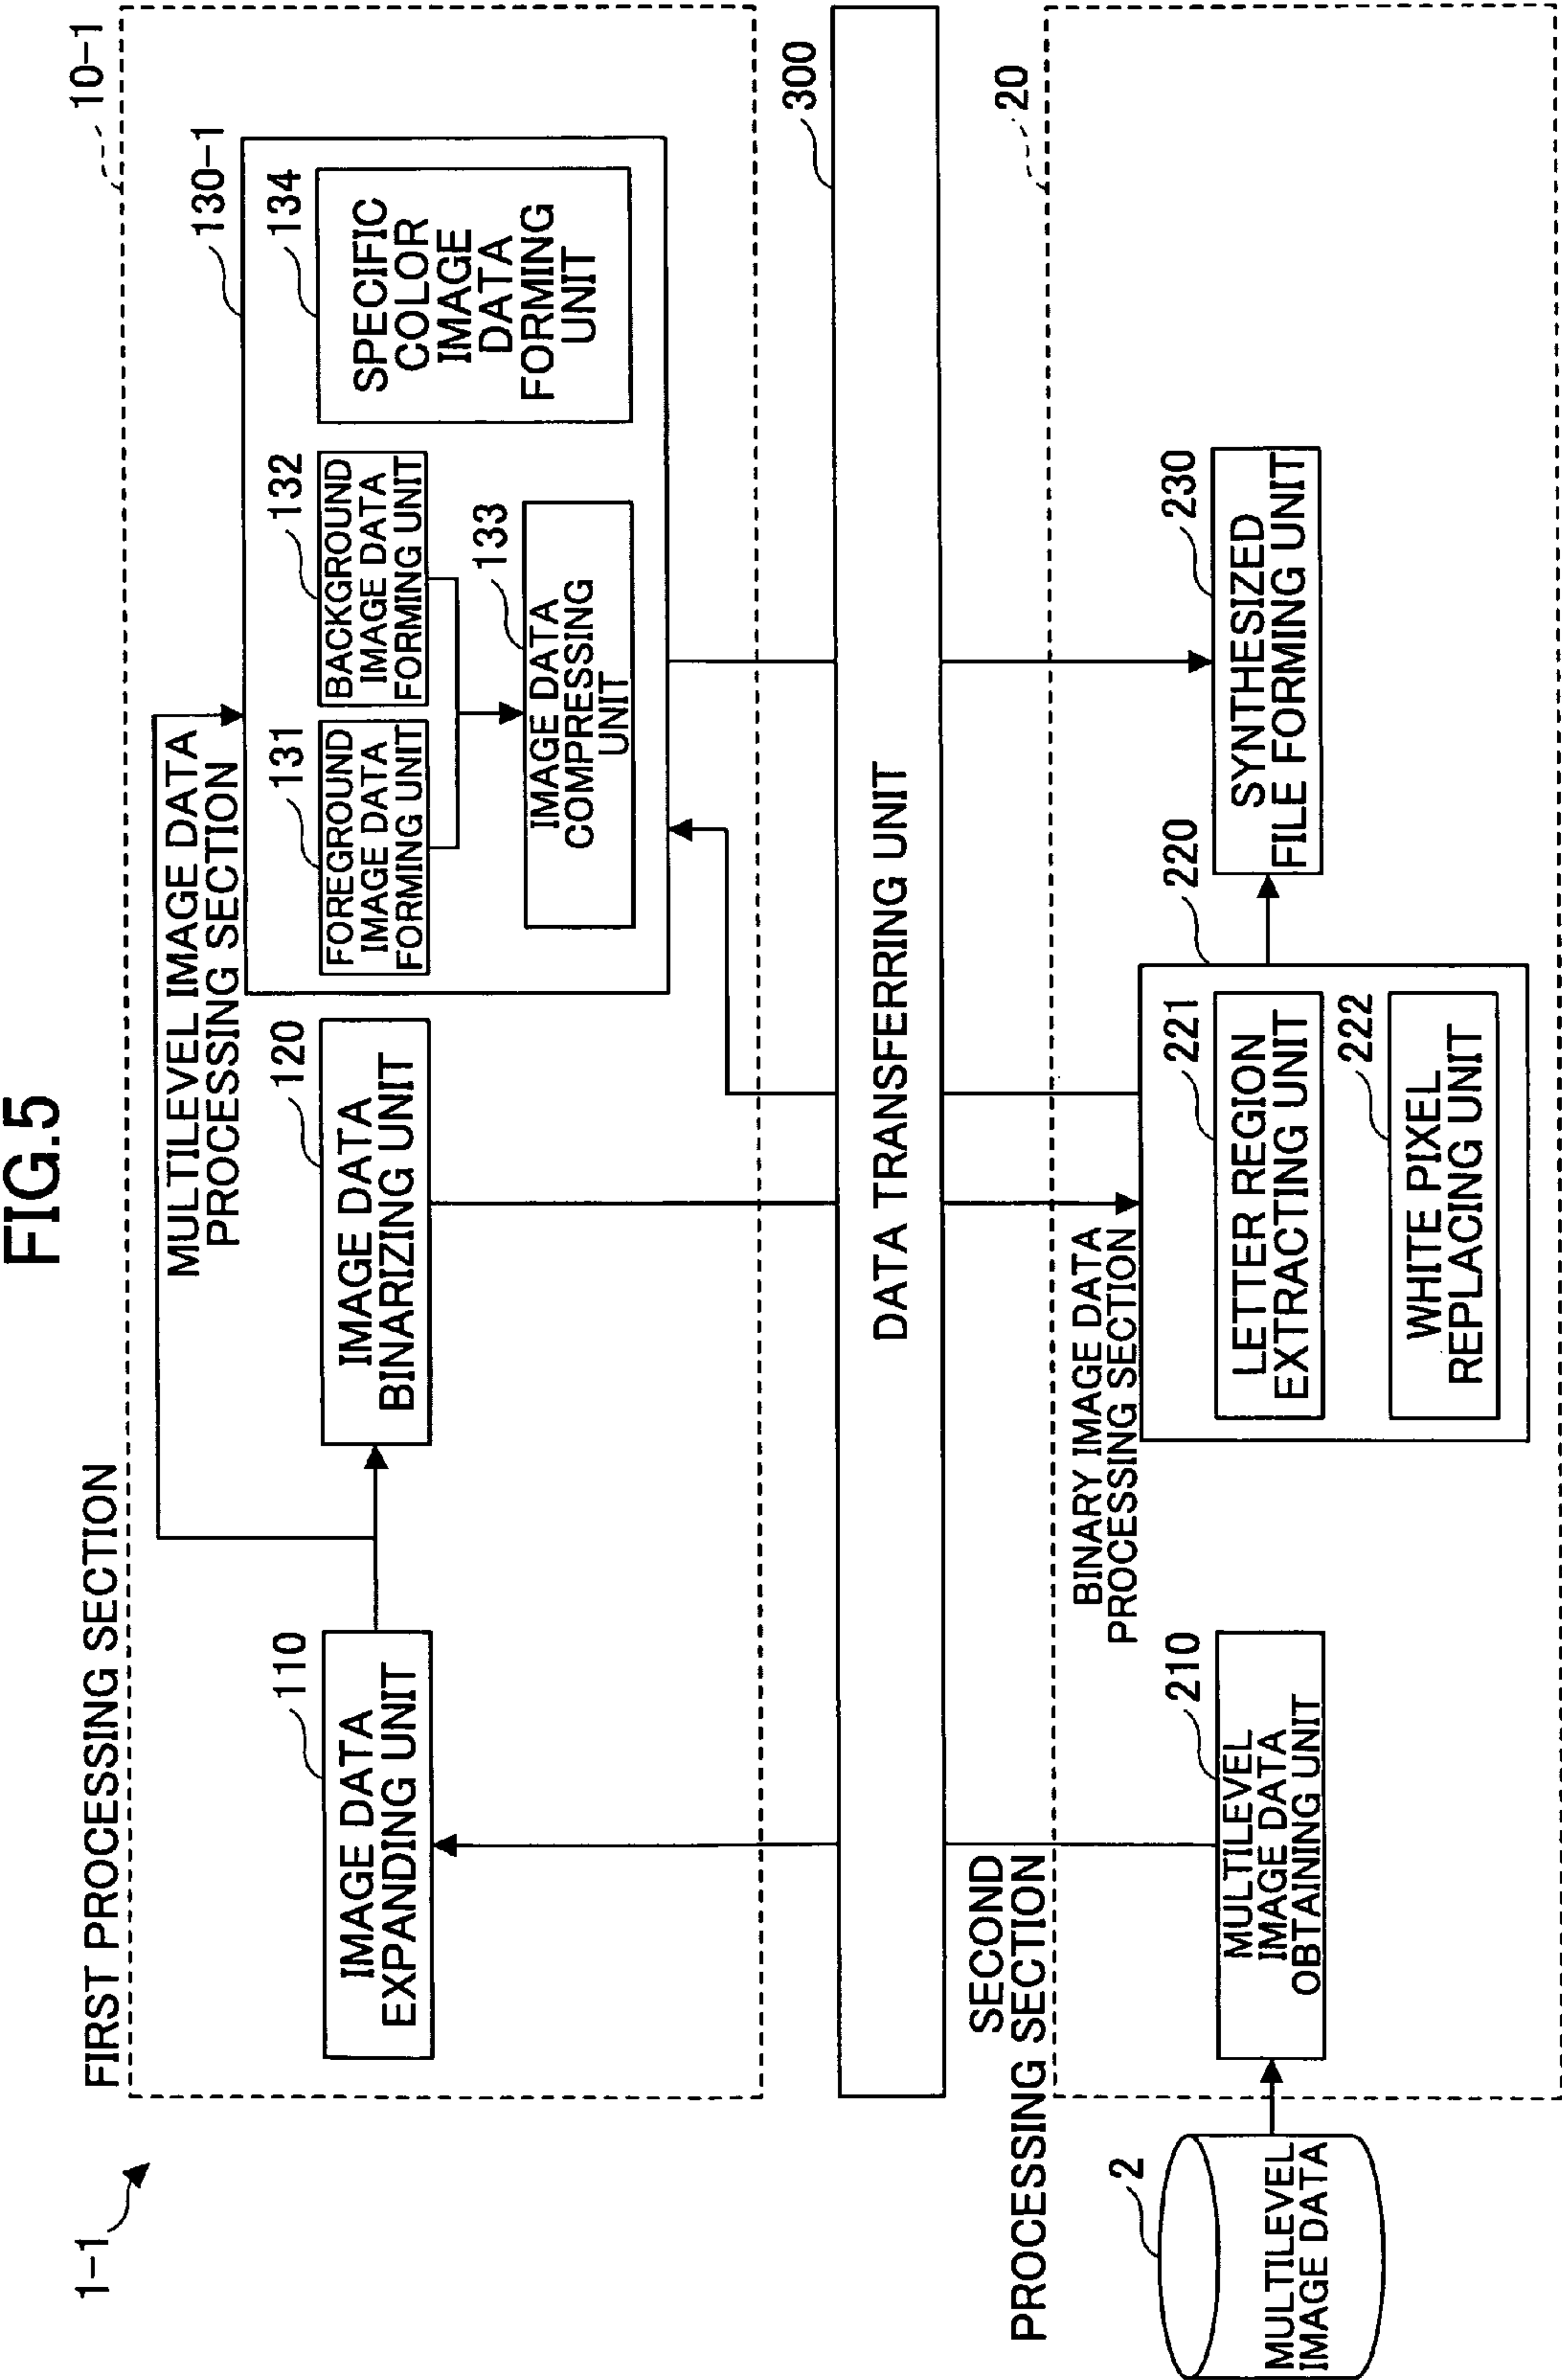 FIG.5
1-1
FIRST PROCESSING SECTION
10-1
MULTILEVEL IMAGE DATA
PROCESSING SECTION
130-1
110
IMAGE DATA
EXPANDING UNIT
120
IMAGE DATA
BINARIZING UNIT
131
FOREGROUND
IMAGE DATA
FORMING UNIT
132
BACKGROUND
IMAGE DATA
FORMING UNIT
133
IMAGE DATA
COMPRESSING
UNIT
134
SPECIFIC
COLOR
IMAGE
DATA
FORMING
UNIT
300
DATA TRANSFERRING UNIT
SECOND
PROCESSING SECTION
20
2
MULTILEVEL
IMAGE DATA
210
MULTILEVEL
IMAGE DATA
OBTAINING UNIT
BINARY IMAGE DATA
PROCESSING SECTION
220
221
LETTER REGION
EXTRACTING UNIT
222
WHITE PIXEL
REPLACING UNIT
230
SYNTHESIZED
FILE FORMING UNIT